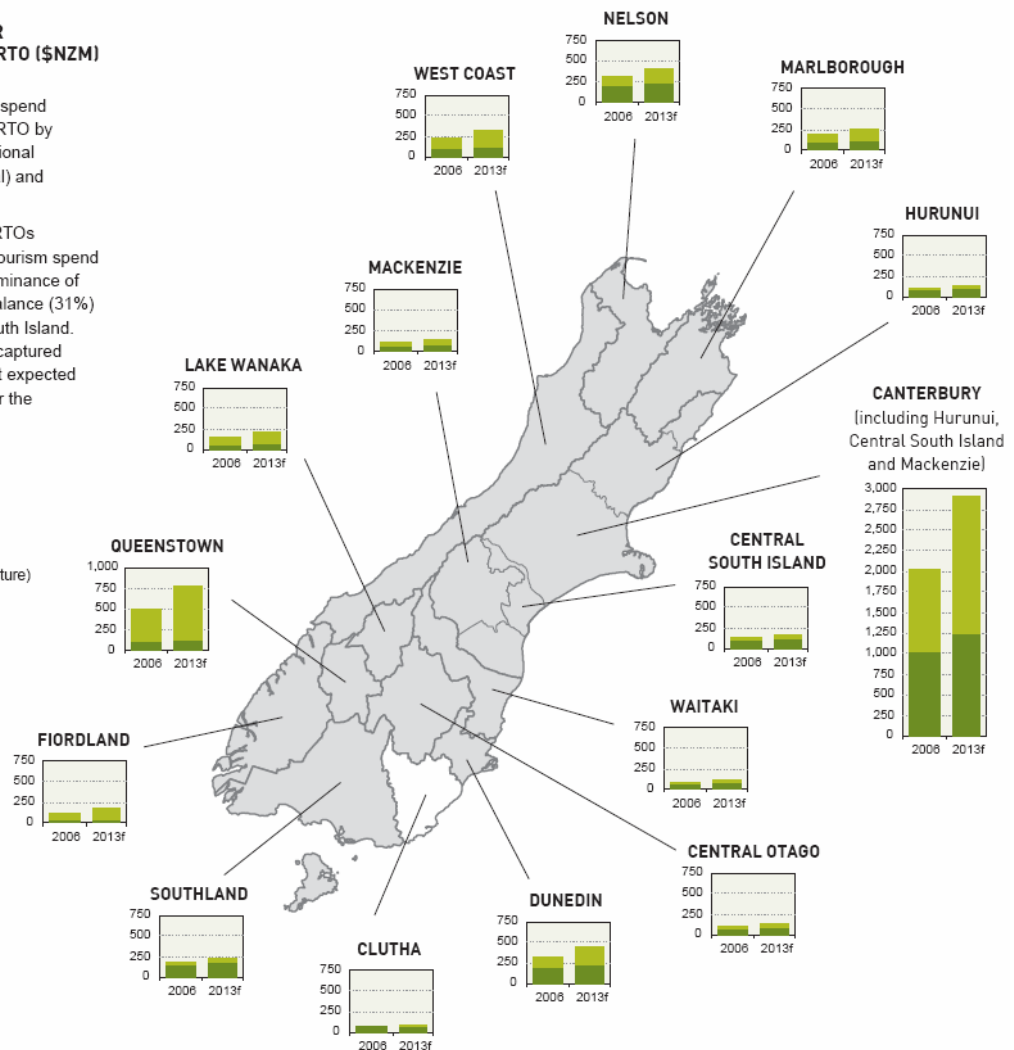 R
RTO ($NZM)
spend
RTO by
ional
l) and
RTOs
ourism spend
minance of
alance (31%)
uth Island.
captured
t expected
r the
ture)
NELSON
750
500
250
0
2006 2013f
WEST COAST
750
500
250
0
2006 2013f
MARLBOROUGH
750
500
250
0
2006 2013f
HURUNUI
750
500
250
0
2006 2013f
MACKENZIE
750
500
250
0
2006 2013f
LAKE WANAKA
750
500
250
0
2006 2013f
CANTERBURY
(including Hurunui,
Central South Island
and Mackenzie)
3,000
2,750
2,500
2,250
2,000
1,750
1,500
1,250
1,000
750
500
250
0
2006 2013f
QUEENSTOWN
1,000
750
500
250
0
2006 2013f
CENTRAL
SOUTH ISLAND
750
500
250
0
2006 2013f
WAITAKI
750
500
250
0
2006 2013f
FIORDLAND
750
500
250
0
2006 2013f
CENTRAL OTAGO
750
500
250
0
2006 2013f
SOUTHLAND
750
500
250
0
2006 2013f
DUNEDIN
750
500
250
0
2006 2013f
CLUTHA
750
500
250
0
2006 2013f